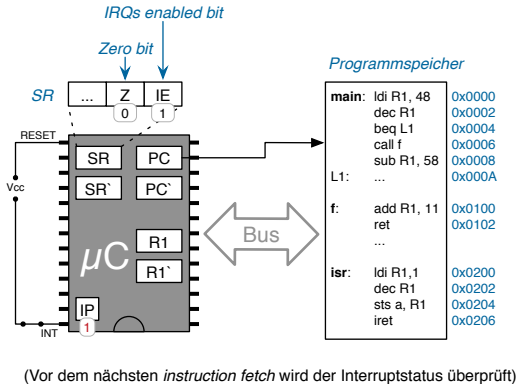 IRQs enabled bit
Zero bit
SR ... Z IE
0 1
RESET
Vcc
INT
SR PC
SR` PC`
R1
R1`
µC
IP
1
Bus
Programmspeicher
main: ldi R1, 48 0x0000
dec R1 0x0002
beq L1 0x0004
call f 0x0006
sub R1, 58 0x0008
L1: ... 0x000A
f: add R1, 11 0x0100
ret 0x0102
...
isr: ldi R1,1 0x0200
dec R1 0x0202
sts a, R1 0x0204
iret 0x0206
(Vor dem nächsten instruction fetch wird der Interruptstatus überprüft)